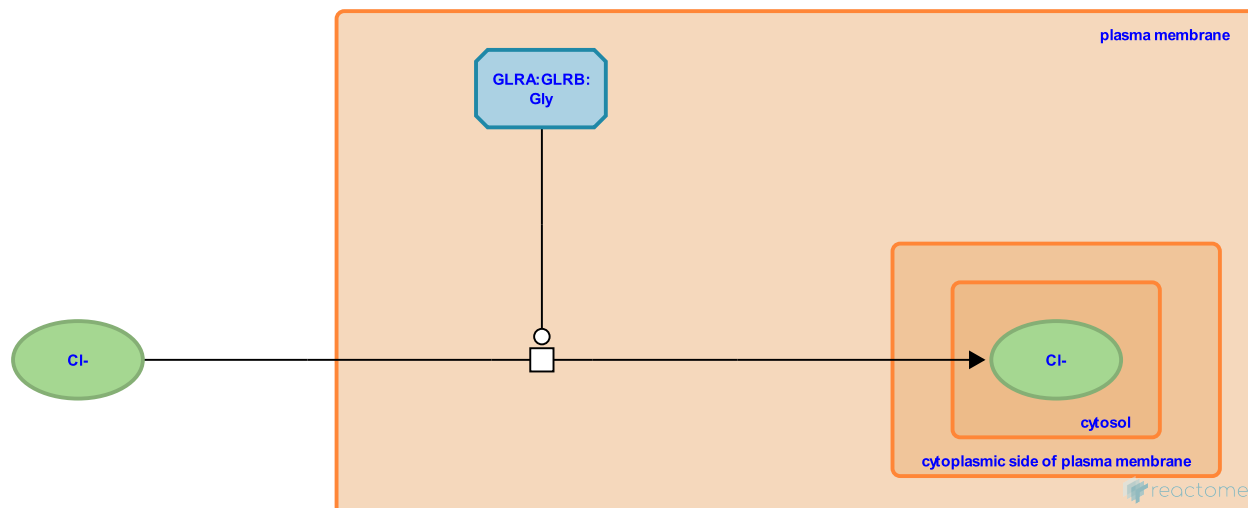 plasma membrane
GLRA:GLRB:
Gly
Cl-
Cl-
cytosol
cytoplasmic side of plasma membrane
reactome